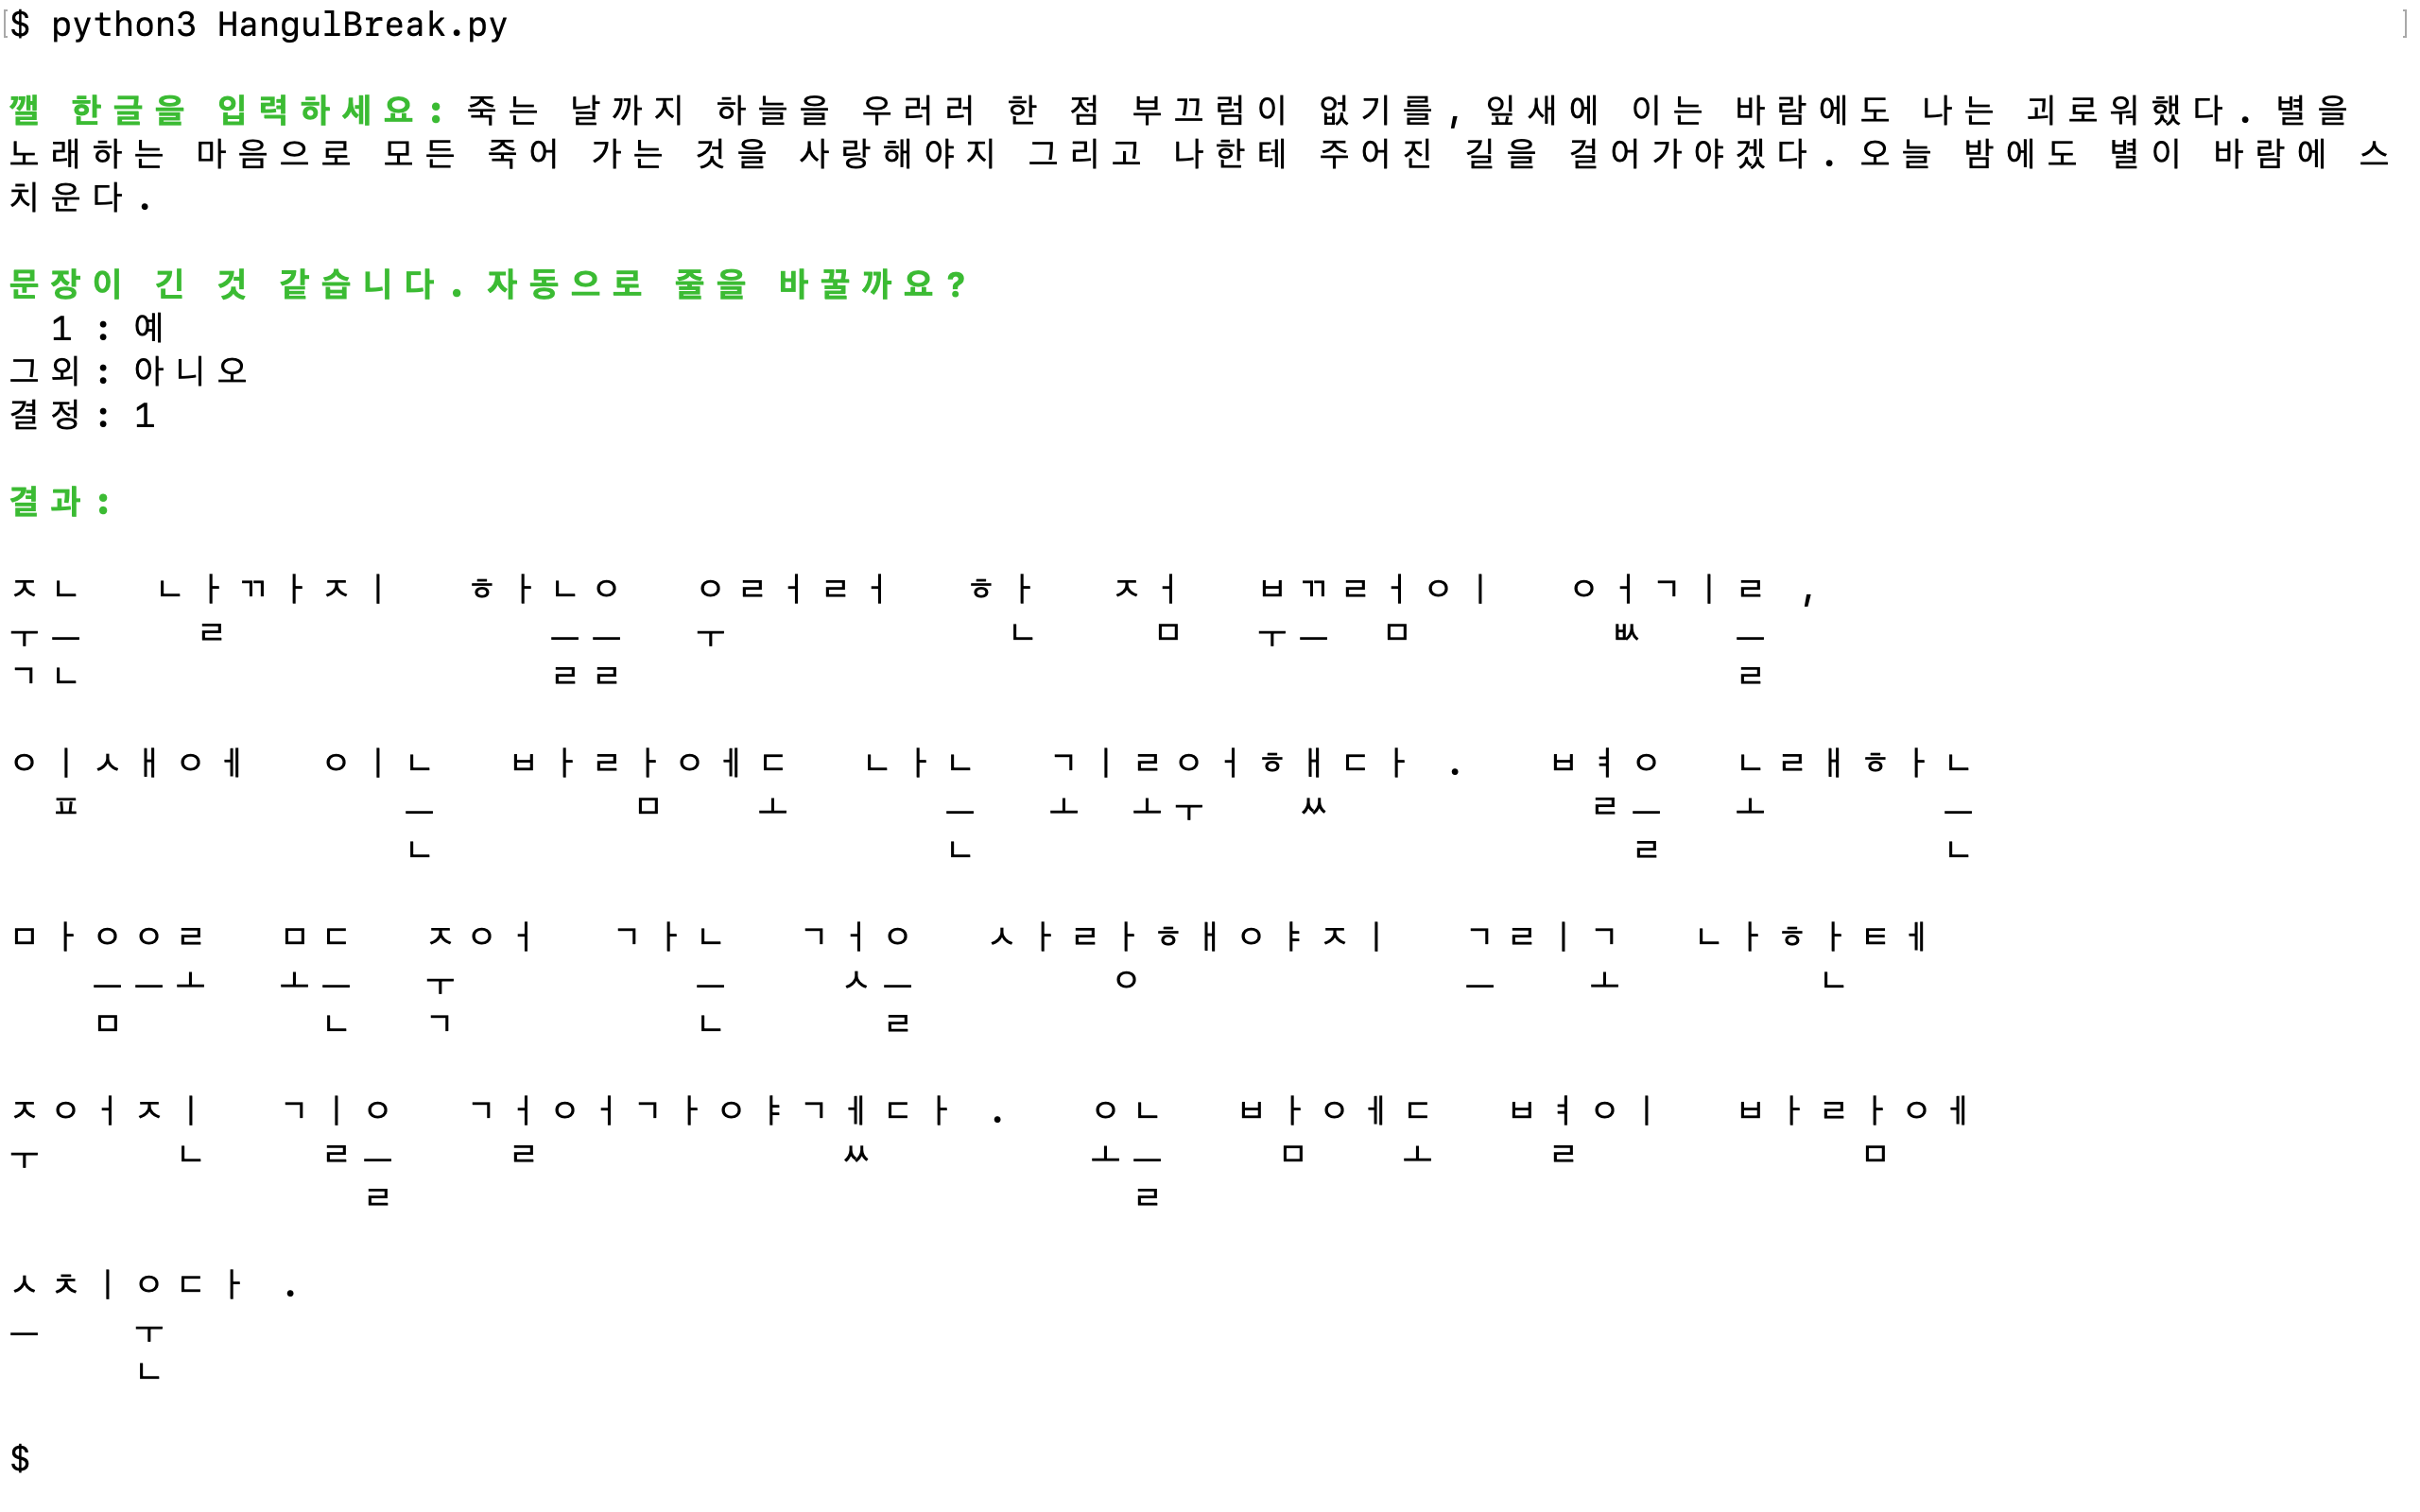 $ python3 HangulBreak.py
깰 한글을 입력하세요: 죽는 날까지 하늘을 우러러 한 점 부끄럼이 없기를,잎새에 이는 바람에도 나는 괴로워했다.별을
노래하는 마음으로 모든 죽어 가는 것을 사랑해야지 그리고 나한테 주어진 길을 걸어가야겠다.오늘 밤에도 별이 바람에 스
치운다.
문장이 긴 것 같습니다.자동으로 줄을 바꿀까요?
1 : 예
그외: 아니오
결정: 1
결과:
ㅈㄴ ㄴㅏㄲㅏㅈㅣ ㅎㅏㄴㅇ ㅇㄹㅓㄹㅓ ㅎㅏ ㅈㅓ ㅂㄲㄹㅓㅇㅣ ㅇㅓㄱㅣㄹ,
ㅜㅡ ㄹ ㅡㅡ ㅜ ㄴ ㅁ ㅜㅡ ㅁ ㅄ ㅡ
ㄱㄴ ㄹㄹ ㄹ
ㅇㅣㅅㅐㅇㅔ ㅇㅣㄴ ㅂㅏㄹㅏㅇㅔㄷ ㄴㅏㄴ ㄱㅣㄹㅇㅓㅎㅐㄷㅏ. ㅂㅕㅇ ㄴㄹㅐㅎㅏㄴ
ㅍ ㅡ ㅁ ㅗ ㅡ ㅗ ㅗㅜ ㅆ ㄹㅡ ㅗ ㅡ
ㄴ ㄴ ㄹ ㄴ
ㅁㅏㅇㅇㄹ ㅁㄷ ㅈㅇㅓ ㄱㅏㄴ ㄱㅓㅇ ㅅㅏㄹㅏㅎㅐㅇㅑㅈㅣ ㄱㄹㅣㄱ ㄴㅏㅎㅏㅌㅔ
ㅡㅡㅗ ㅗㅡ ㅜ ㅡ ㅅㅡ ㅇ ㅡ ㅗ ㄴ
ㅁ ㄴ ㄱ ㄴ ㄹ
ㅈㅇㅓㅈㅣ ㄱㅣㅇ ㄱㅓㅇㅓㄱㅏㅇㅑㄱㅔㄷㅏ. ㅇㄴ ㅂㅏㅇㅔㄷ ㅂㅕㅇㅣ ㅂㅏㄹㅏㅇㅔ
ㅜ ㄴ ㄹㅡ ㄹ ㅆ ㅗㅡ ㅁ ㅗ ㄹ ㅁ
ㄹ ㄹ
ㅅㅊㅣㅇㄷㅏ.
ㅡ ㅜ
ㄴ
$